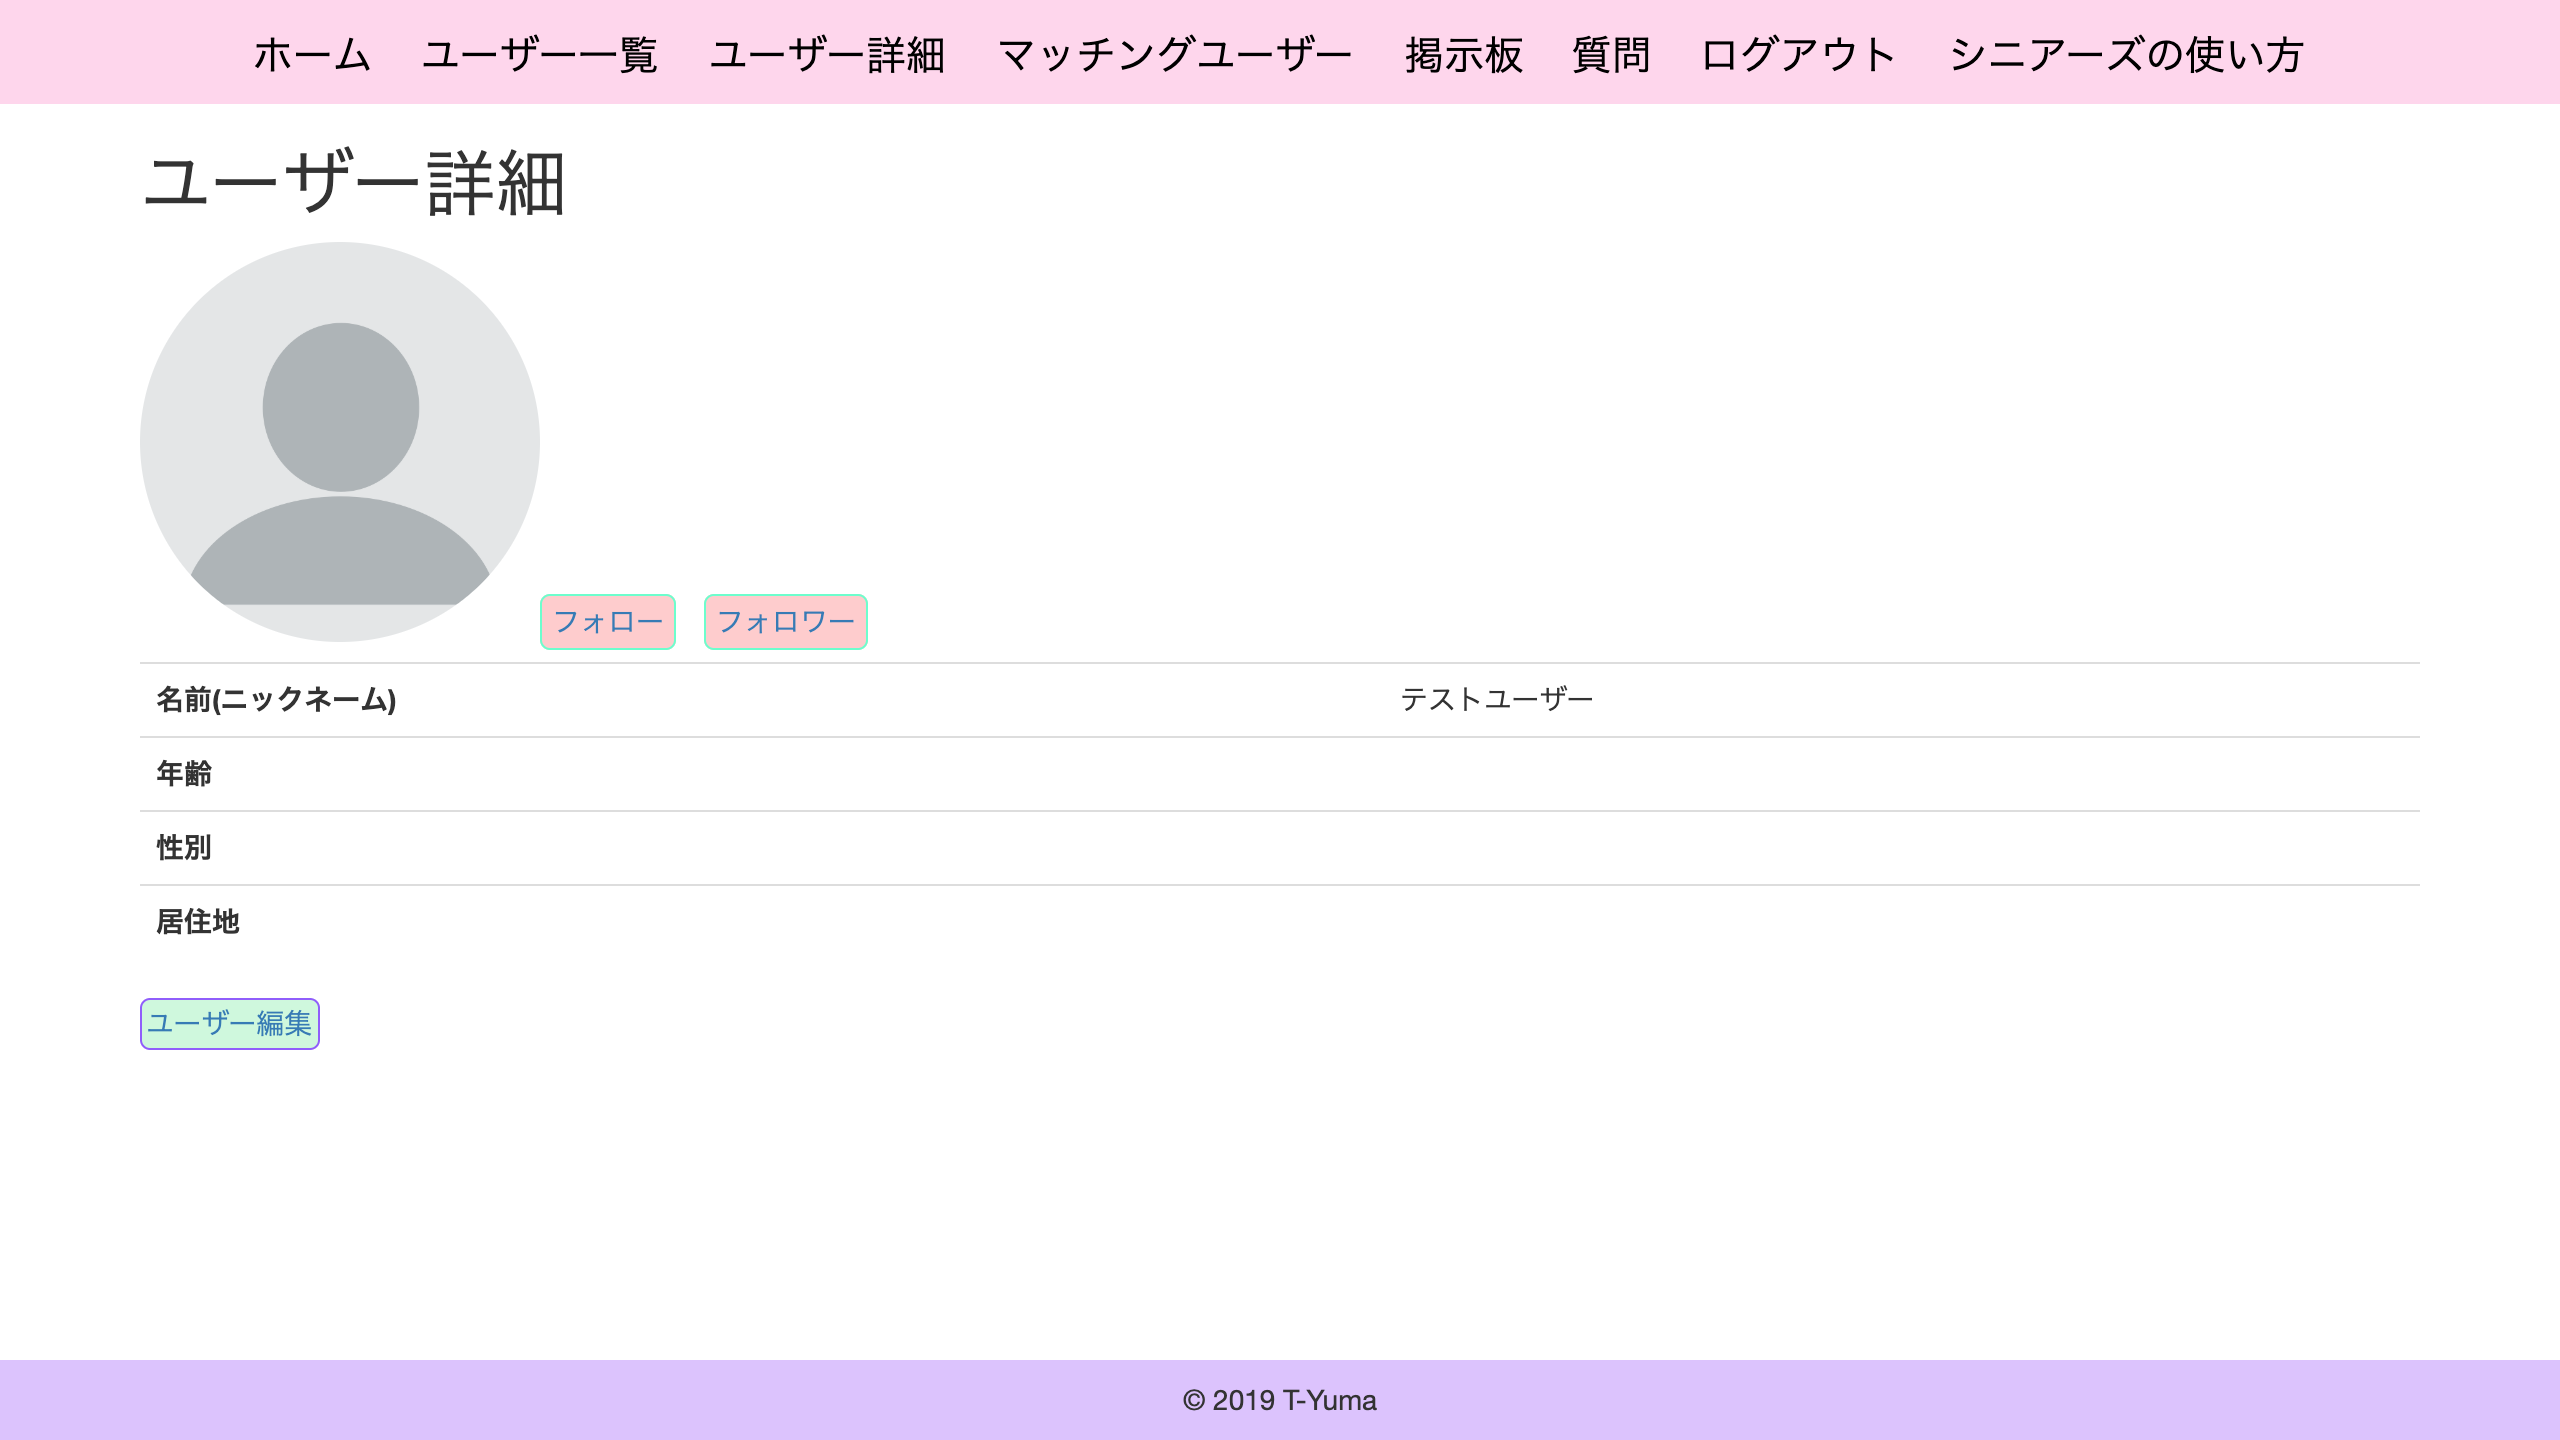 ホーム ユーザー一覧 ユーザー詳細 マッチングユーザー 掲示板 質問 ログアウト シニアーズの使い方
ユーザー詳細
フォロー フォロワー
名前(ニックネーム) テストユーザー
年齢
性別
居住地
ユーザー編集
© 2019 T-Yuma